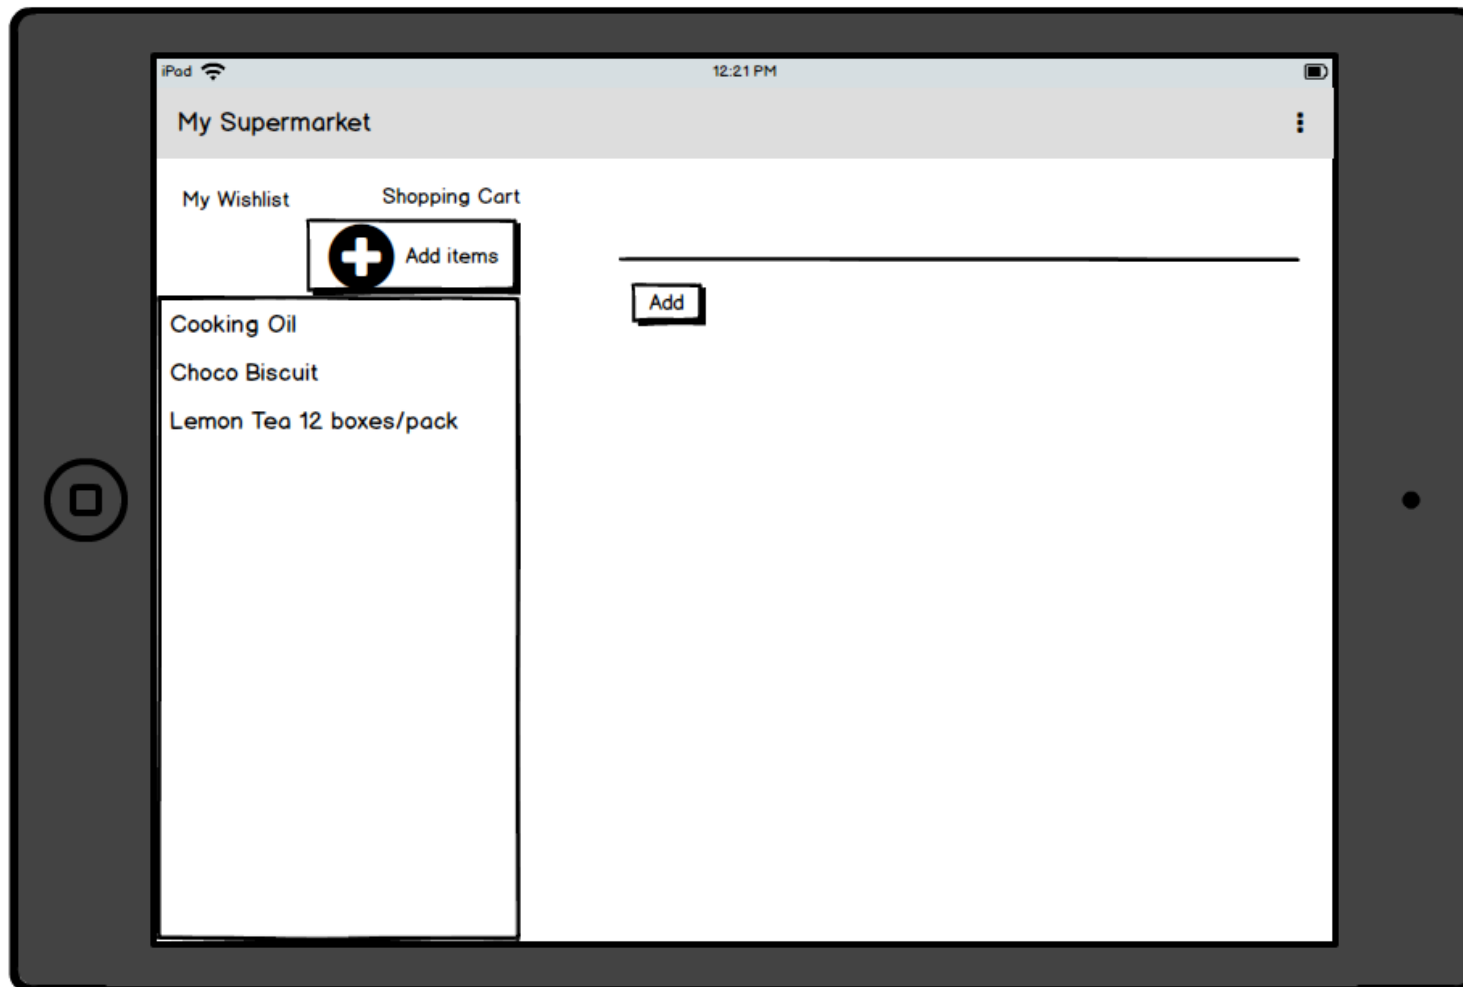 iPad
12:21 PM
My Supermarket
My Wishlist
Shopping Cart
Add items
Add
Cooking Oil
Choco Biscuit
Lemon Tea 12 boxes/pack